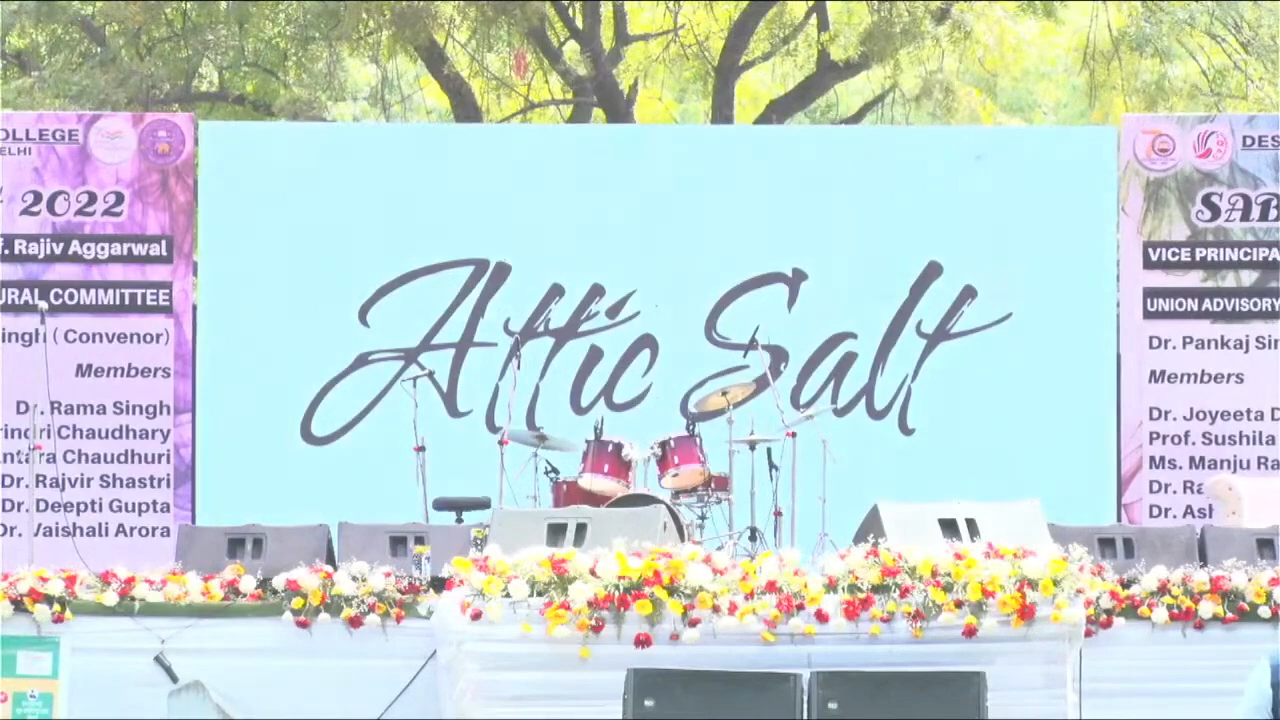 OLLEGE
ELHI
2022
f. Rajiv Aggarwal
URAL COMMITTEE
ingh ( Convenor)
Members
Dr. Rama Singh
rindri Chaudhary
ntara Chaudhuri
Dr. Rajvir Shastri
Dr. Deepti Gupta
Dr. Vaishali Arora
Attic Salt
DES
SAB
VICE PRINCIPA
UNION ADVISORY
Dr. Pankaj Sin
Members
Dr. Joyeeta D
Prof. Sushila
Ms. Manju Ra
Dr. Ra
Dr. Ash